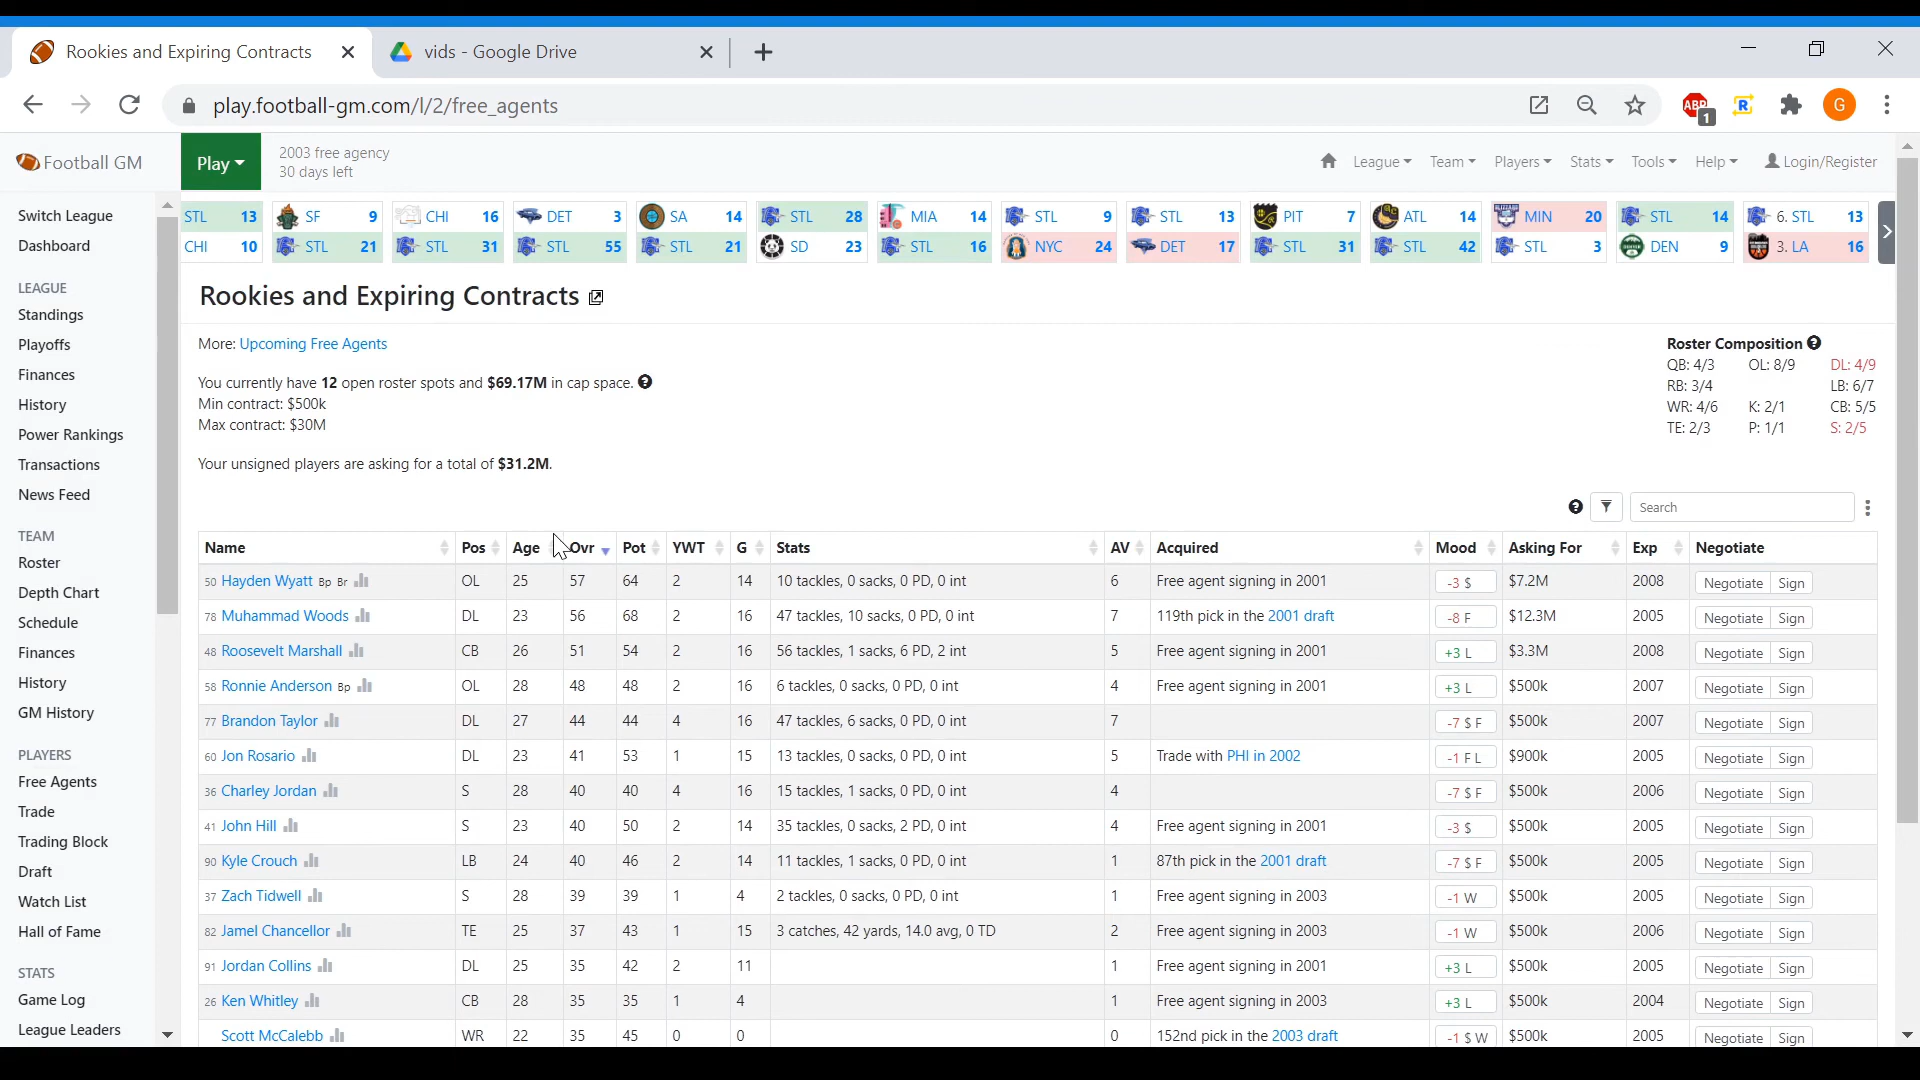 Rookies and Expiring Contracts
vids - Google Drive
play.football-gm.com/l/2/free_agents
ABP 1 R G
Football GM
Play
2003 free agency
30 days left
League Team Players Stats Tools Help Login/Register
STL 13 SF 9 CHI 16 DET 3 SA 14 STL 28 MIA 14 STL 9 STL 13 PIT 7 ATL 14 MIN 20 STL 14 6. STL 13
CHI 10 STL 21 STL 31 STL 55 STL 21 SD 23 STL 16 NYC 24 DET 17 STL 31 STL 42 STL 3 DEN 9 3. LA 16
Switch League
Dashboard
LEAGUE
Standings
Playoffs
Finances
History
Power Rankings
Transactions
News Feed
TEAM
Roster
Depth Chart
Schedule
Finances
History
GM History
PLAYERS
Free Agents
Trade
Trading Block
Draft
Watch List
Hall of Fame
STATS
Game Log
League Leaders
Rookies and Expiring Contracts
More: Upcoming Free Agents
You currently have 12 open roster spots and $69.17M in cap space.
Min contract: $500k
Max contract: $30M
Your unsigned players are asking for a total of $31.2M.
Roster Composition
QB: 4/3 OL: 8/9 DL: 4/9
RB: 3/4 LB: 6/7
WR: 4/6 K: 2/1 CB: 5/5
TE: 2/3 P: 1/1 S: 2/5
Search
Name Pos Age Ovr Pot YWT G Stats AV Acquired Mood Asking For Exp Negotiate
50 Hayden Wyatt Bp Br OL 25 57 64 2 14 10 tackles, 0 sacks, 0 PD, 0 int 6 Free agent signing in 2001 -3 $ $7.2M 2008 Negotiate Sign
78 Muhammad Woods DL 23 56 68 2 16 47 tackles, 10 sacks, 0 PD, 0 int 7 119th pick in the 2001 draft -8 F $12.3M 2005 Negotiate Sign
48 Roosevelt Marshall CB 26 51 54 2 16 56 tackles, 1 sacks, 6 PD, 2 int 5 Free agent signing in 2001 +3 L $3.3M 2008 Negotiate Sign
58 Ronnie Anderson Bp OL 28 48 48 2 16 6 tackles, 0 sacks, 0 PD, 0 int 4 Free agent signing in 2001 +3 L $500k 2007 Negotiate Sign
77 Brandon Taylor DL 27 44 44 4 16 47 tackles, 6 sacks, 0 PD, 0 int 7 -7 $ F $500k 2007 Negotiate Sign
60 Jon Rosario DL 23 41 53 1 15 13 tackles, 0 sacks, 0 PD, 0 int 5 Trade with PHI in 2002 -1 F L $900k 2005 Negotiate Sign
36 Charley Jordan S 28 40 40 4 16 15 tackles, 1 sacks, 0 PD, 0 int 4 -7 $ F $500k 2006 Negotiate Sign
41 John Hill S 23 40 50 2 14 35 tackles, 0 sacks, 2 PD, 0 int 4 Free agent signing in 2001 -3 $ $500k 2005 Negotiate Sign
90 Kyle Crouch LB 24 40 46 2 14 11 tackles, 1 sacks, 0 PD, 0 int 1 87th pick in the 2001 draft -7 $ F $500k 2005 Negotiate Sign
37 Zach Tidwell S 28 39 39 1 4 2 tackles, 0 sacks, 0 PD, 0 int 1 Free agent signing in 2003 -1 W $500k 2005 Negotiate Sign
82 Jamel Chancellor TE 25 37 43 1 15 3 catches, 42 yards, 14.0 avg, 0 TD 2 Free agent signing in 2003 -1 W $500k 2006 Negotiate Sign
91 Jordan Collins DL 25 35 42 2 11 1 Free agent signing in 2001 +3 L $500k 2005 Negotiate Sign
26 Ken Whitley CB 28 35 35 1 4 1 Free agent signing in 2003 +3 L $500k 2004 Negotiate Sign
Scott McCalebb WR 22 35 45 0 0 0 152nd pick in the 2003 draft -1 $ W $500k 2005 Negotiate Sign